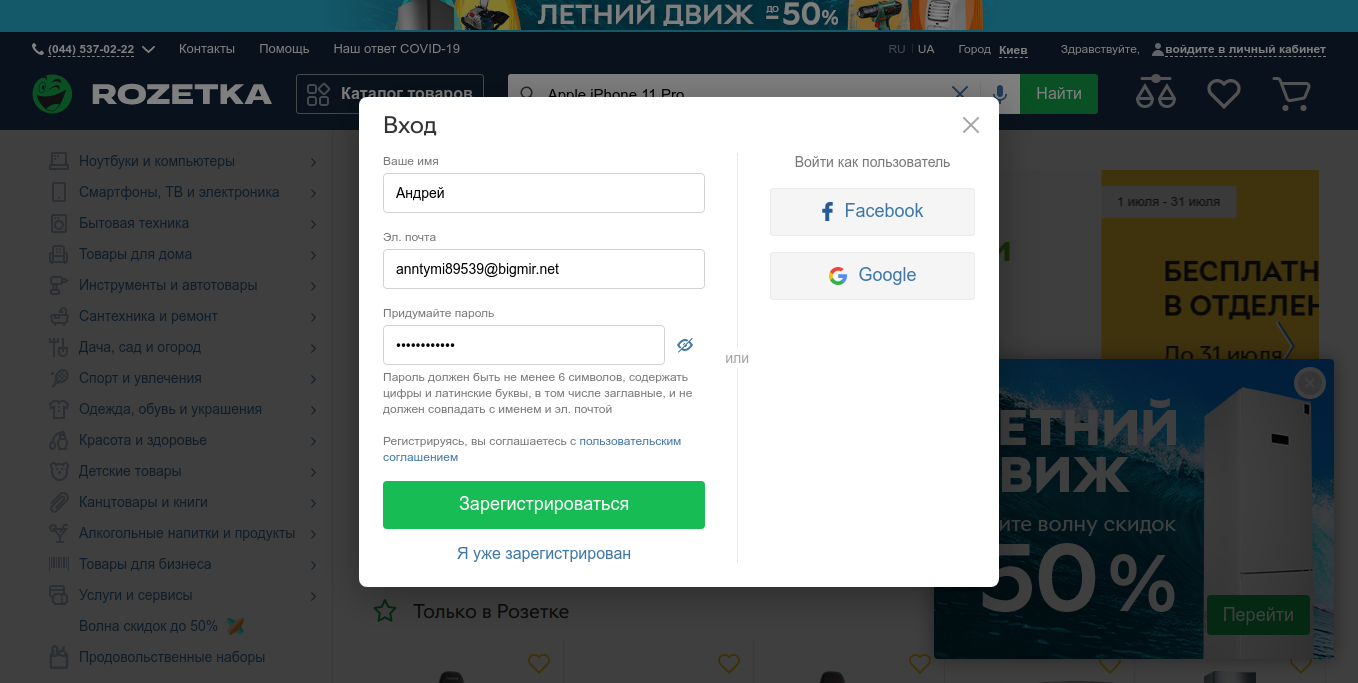 ЛЕТНИЙ ДВИЖ ДО -50%
(044) 537-02-22
Контакты
Помощь
Наш ответ COVID-19
RU
UA
Город Киев
Здравствуйте, войдите в личный кабинет
ROZETKA
Каталог товаров
Apple iPhone 11 Pro
Найти
Ноутбуки и компьютеры
Смартфоны, ТВ и электроника
Бытовая техника
Товары для дома
Инструменты и автотовары
Сантехника и ремонт
Дача, сад и огород
Спорт и увлечения
Одежда, обувь и украшения
Красота и здоровье
Детские товары
Канцтовары и книги
Алкогольные напитки и продукты
Товары для бизнеса
Услуги и сервисы
Волна скидок до 50%
Продовольственные наборы
Вход
Ваше имя
Андрей
Эл. почта
anntymi89539@bigmir.net
Придумайте пароль
••••••••••••
Пароль должен быть не менее 6 символов, содержать
цифры и латинские буквы, в том числе заглавные, и не
должен совпадать с именем и эл. почтой
Регистрируясь, вы соглашаетесь с пользовательским
соглашением
Зарегистрироваться
Я уже зарегистрирован
или
Войти как пользователь
Facebook
Google
1 июля - 31 июля
БЕСПЛАТН
В ОТДЕЛЕН
До 31 июля
ЕТНИЙ
ДВИЖ
ите волну скидок
50%
Перейти
Только в Розетке